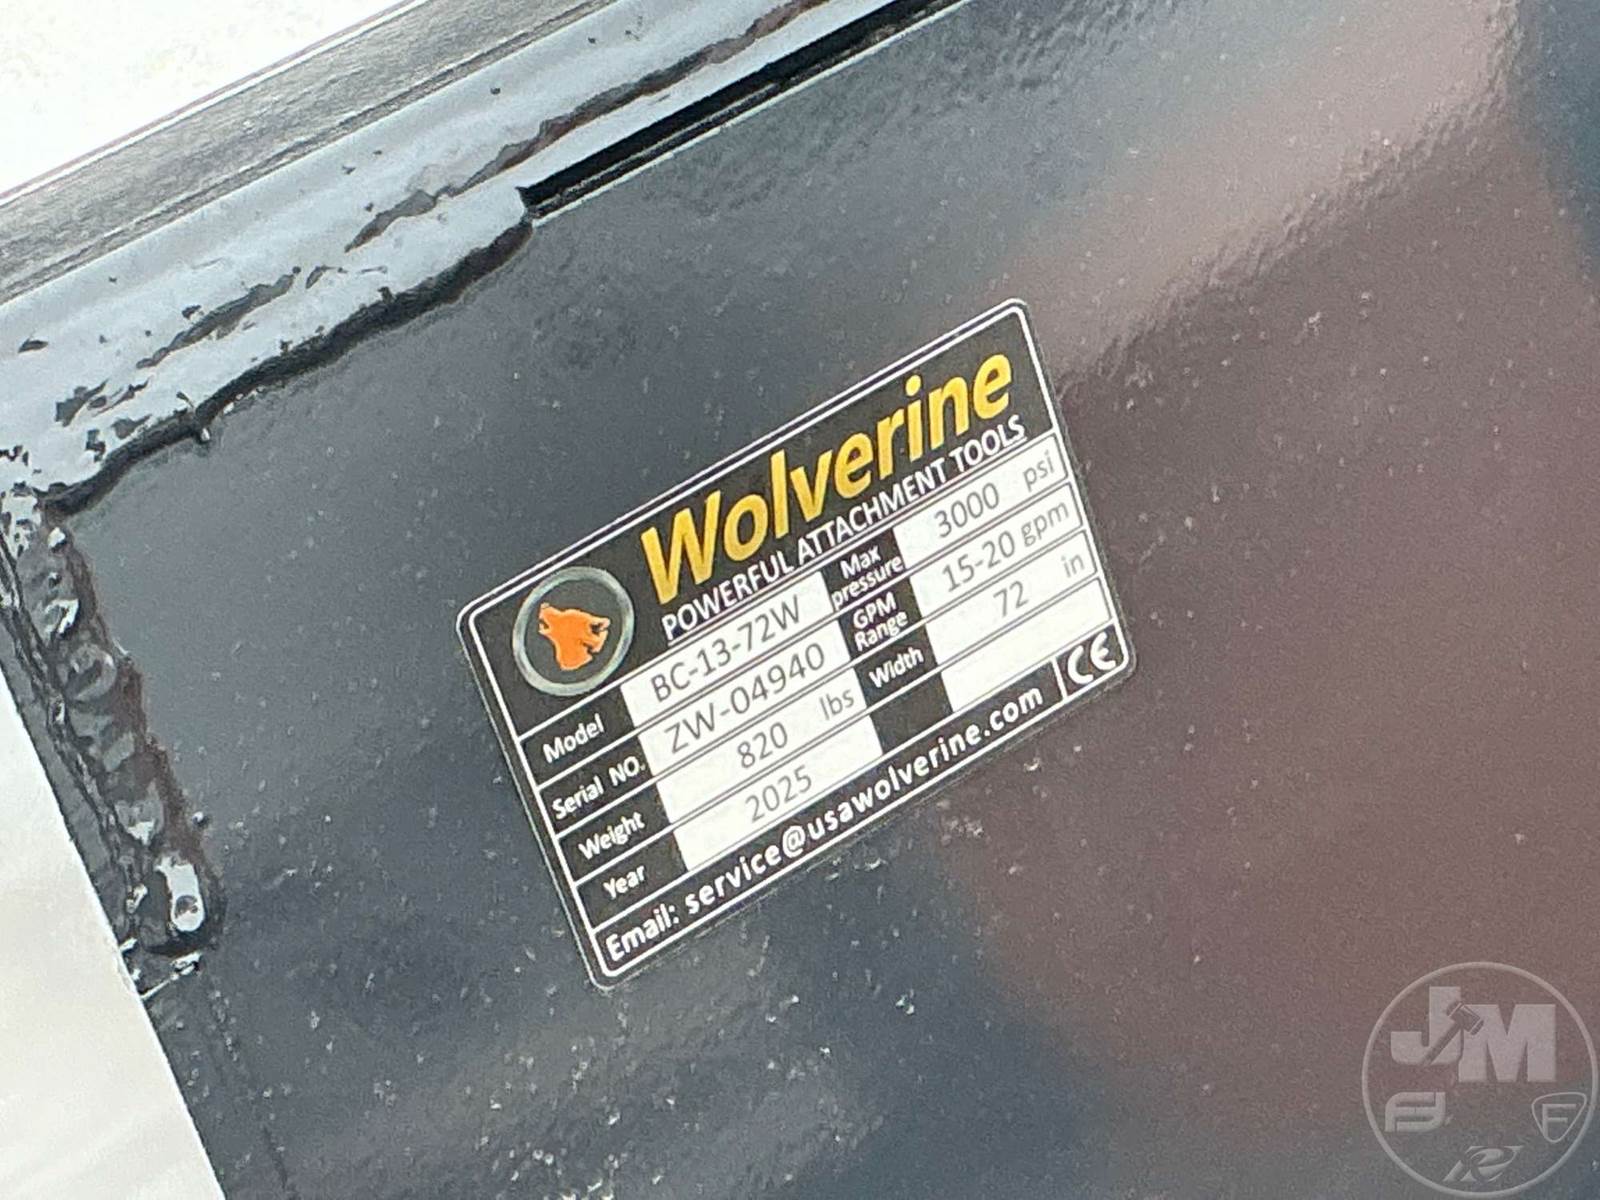 Wolverine
POWERFUL ATTACHMENT TOOLS
Model BC-13-72W Max pressure 3000 psi
Serial NO. ZW-04940 GPM Range 15-20 gpm
Weight 820 lbs Width 72 in
Year 2025
Email: service@usawolverine.com CE
JM
F